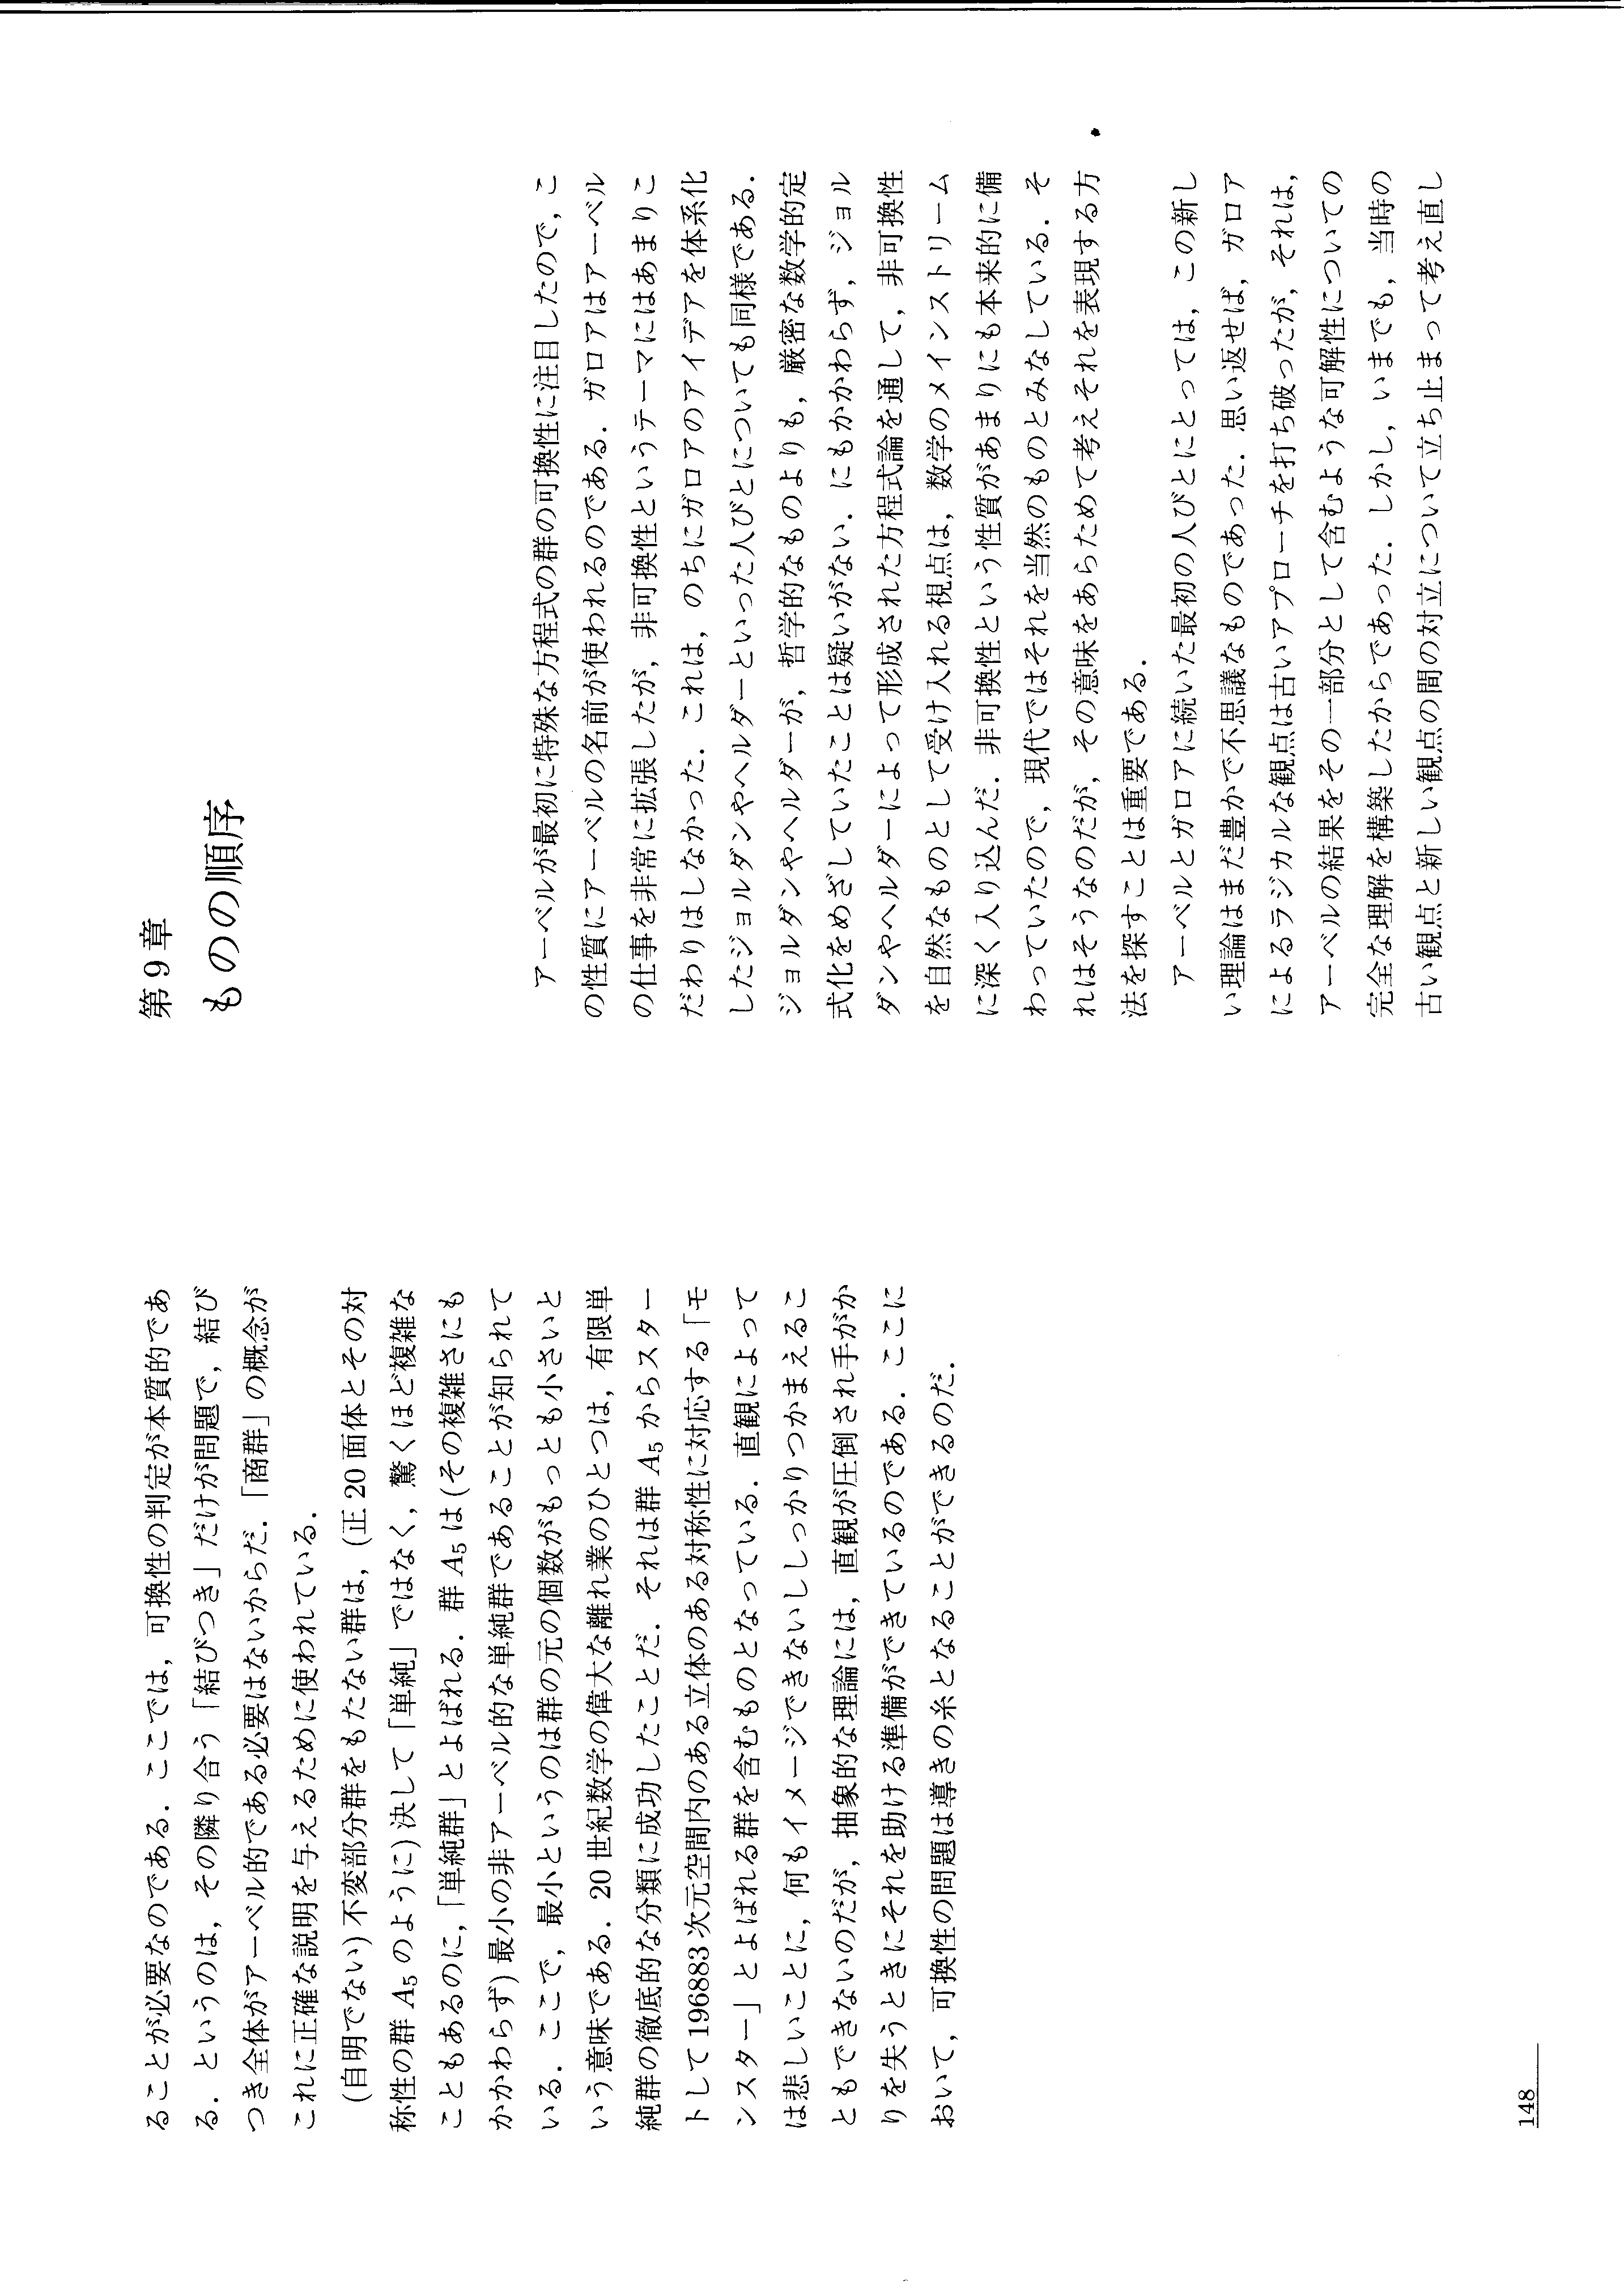 ることが必要なのである．ここでは，可換性の判定が本質的であ
る．というのは，その隣り合う「結びつき」だけが問題で，結び
つき全体がアーベル的である必要はないからだ．「商群」の概念が
これに正確な説明を与えるために使われている．
(自明でない)不変部分群をもたない群は，(正20面体とその対
称性の群A₅のように)決して「単純」ではなく，驚くほど複雑な
こともあるのに，「単純群」とよばれる．群A₅は(その複雑さにも
かかわらず)最小の非アーベル的な単純群であることが知られて
いる．ここで，最小というのは群の元の個数がもっとも小さいと
いう意味である．20世紀数学の偉大な離れ業のひとつは，有限単
純群の徹底的な分類に成功したことだ．それは群A₅からスター
トして196883次元空間内のある立体のある対称性に対応する「モ
ンスター」とよばれる群を含むものとなっている．直観によって
は悲しいことに，何もイメージできないししっかりつかまえるこ
ともできないのだが，抽象的な理論には，直観が圧倒され手がか
りを失うときにそれを助ける準備ができているのである．ここに
おいて，可換性の問題は導きの糸となることができるのだ．
148
第9章
ものの順序
アーベルが最初に特殊な方程式の群の可換性に注目したので，こ
の性質にアーベルの名前が使われるのである．ガロアはアーベル
の仕事を非常に拡張したが，非可換性というテーマにはあまりこ
だわりはしなかった．これは，のちにガロアのアイデアを体系化
したジョルダンやヘルダーといった人びとについても同様である．
ジョルダンやヘルダーが，哲学的なものよりも，厳密な数学的定
式化をめざしていたことは疑いがない．にもかかわらず，ジョル
ダンやヘルダーによって形成された方程式論を通して，非可換性
を自然なものとして受け入れる視点は，数学のメインストリーム
に深く入り込んだ．非可換性という性質があまりにも本来的に備
わっていたので，現代ではそれを当然のものとみなしている．そ
れはそうなのだが，その意味をあらためて考えそれを表現する方
法を探すことは重要である．
アーベルとガロアに続いた最初の人びとにとっては，この新し
い理論はまだ豊かで不思議なものであった．思い返せば，ガロア
によるラジカルな観点は古いアプローチを打ち破ったが，それは，
アーベルの結果をその一部分として含むような可解性についての
完全な理解を構築したからであった．しかし，いまでも，当時の
古い観点と新しい観点の間の対立について立ち止まって考え直し